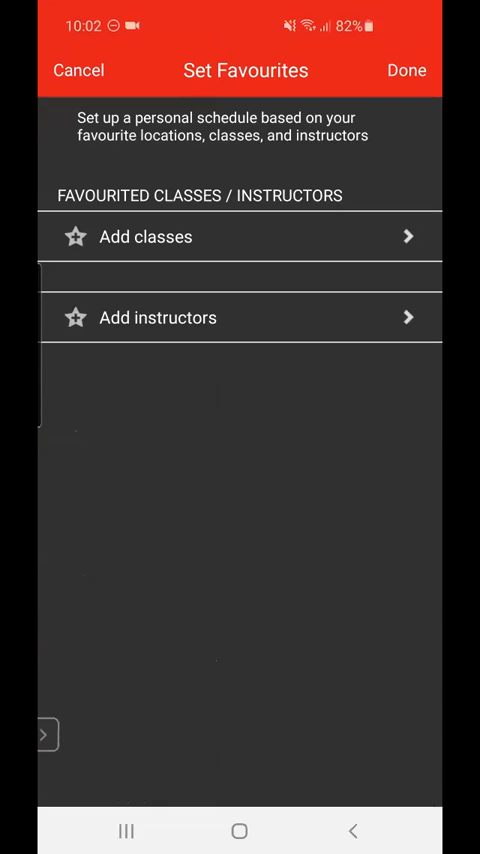 10:02
82%
Cancel
Set Favourites
Done
Set up a personal schedule based on your
favourite locations, classes, and instructors
FAVOURITED CLASSES / INSTRUCTORS
Add classes
Add instructors